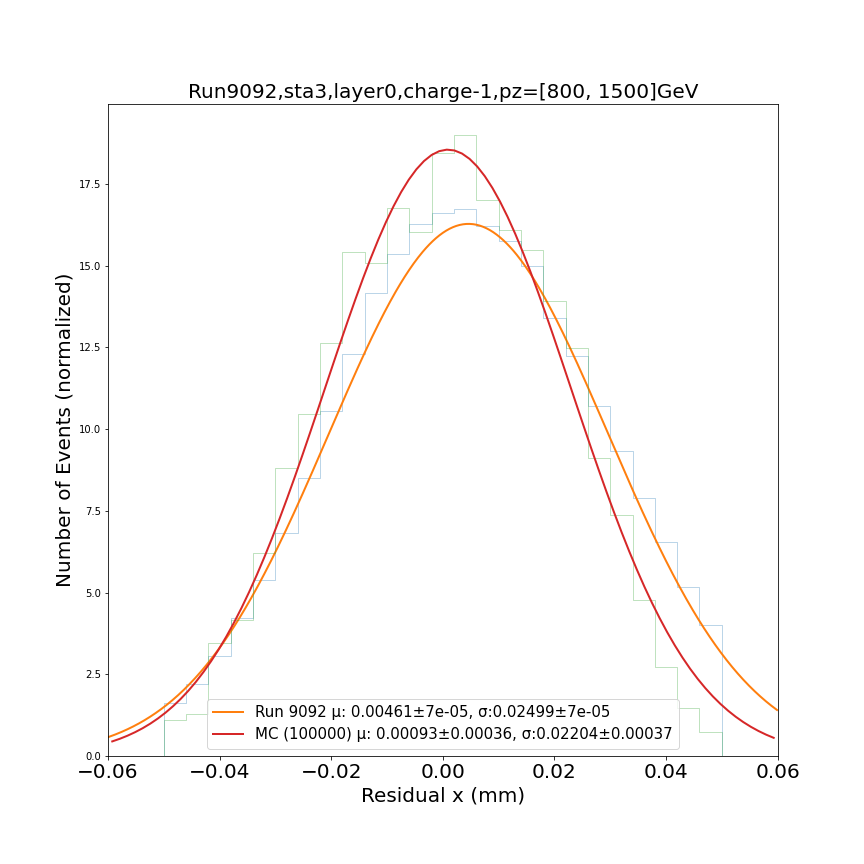 Run9092,sta3,layer0,charge-1,pz=[800, 1500]GeV
Number of Events (normalized)
17.5
15.0
12.5
10.0
7.5
5.0
2.5
0.0
Run 9092 μ: 0.00461±7e-05, σ:0.02499±7e-05
MC (100000) μ: 0.00093±0.00036, σ:0.02204±0.00037
−0.06 −0.04 −0.02 0.00 0.02 0.04 0.06
Residual x (mm)